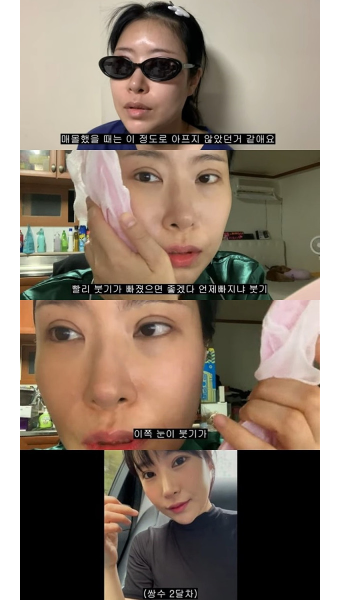 매몰했을 때는 이 정도로 아프지 않았던거 같애요
빨리 붓기가 빠졌으면 좋겠다 언제빠지냐 붓기
이쪽 눈이 붓기가
(쌍수 2달차)